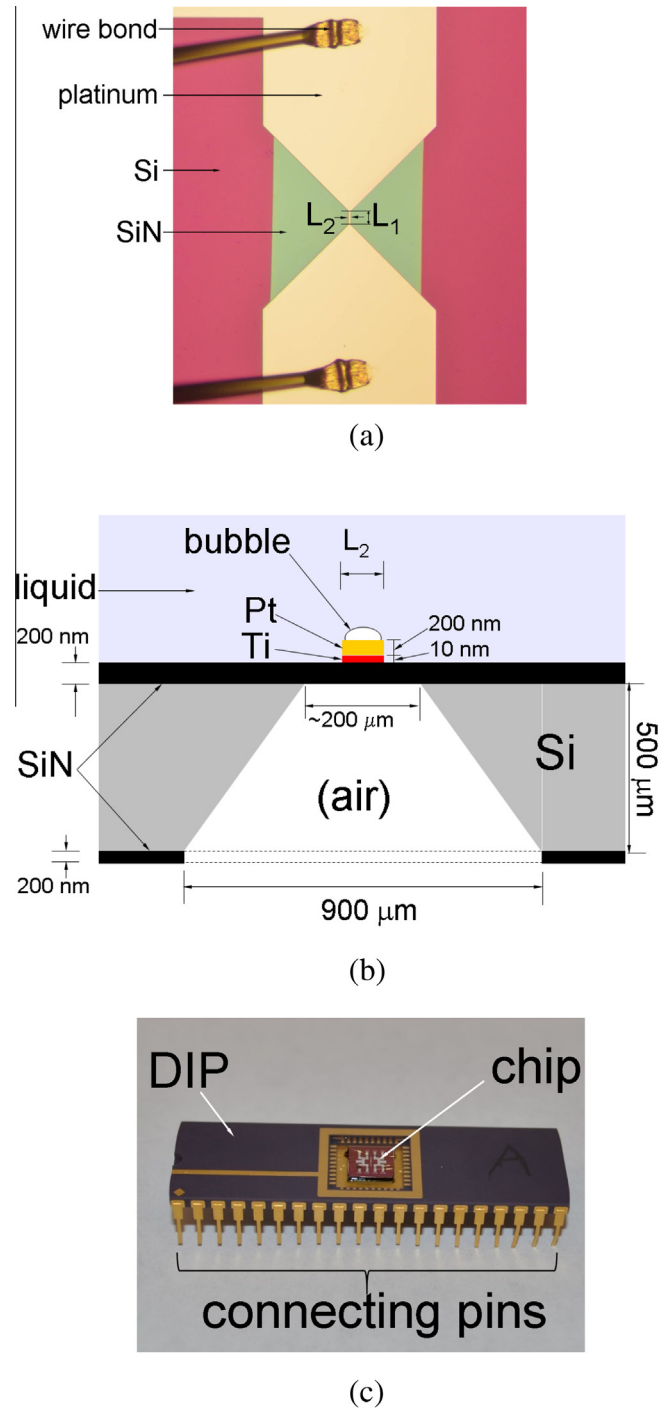 wire bond
platinum
Si
SiN
L2
L1
(a)
bubble
L2
liquid
Pt
200 nm
200 nm
Ti
10 nm
~200 μm
SiN
Si
500 μm
(air)
200 nm
900 μm
(b)
DIP
chip
A
connecting pins
(c)